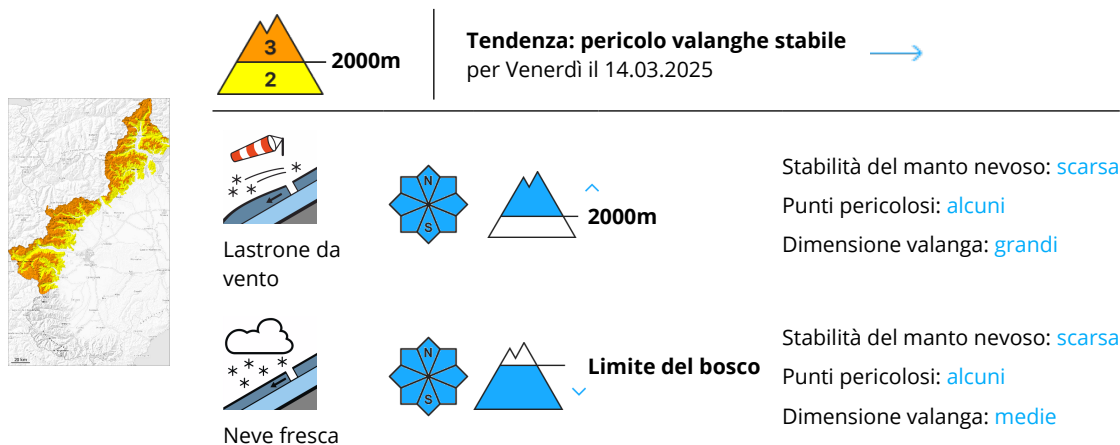 3
2000m
2
Tendenza: pericolo valanghe stabile
per Venerdì il 14.03.2025
N
S
2000m
Lastrone da
vento
Stabilità del manto nevoso: scarsa
Punti pericolosi: alcuni
Dimensione valanga: grandi
N
S
Limite del bosco
Neve fresca
Stabilità del manto nevoso: scarsa
Punti pericolosi: alcuni
Dimensione valanga: medie
20 km